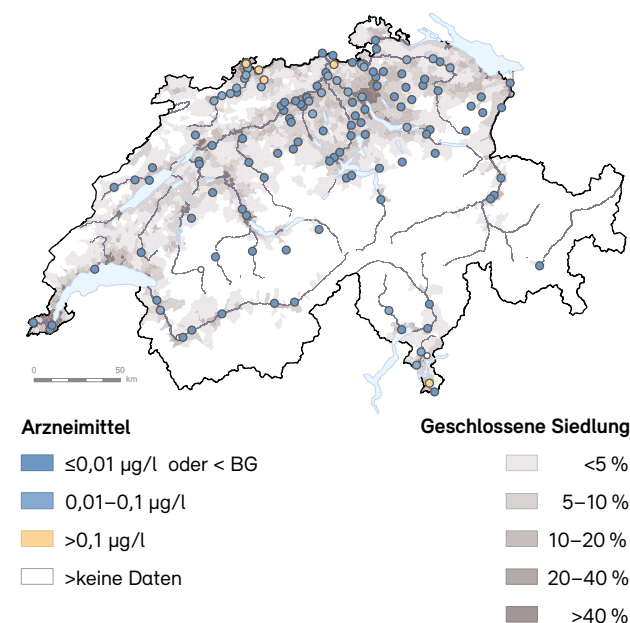 0
50
km
Arzneimittel
≤0,01 µg/l oder < BG
0,01–0,1 µg/l
>0,1 µg/l
>keine Daten
Geschlossene Siedlung
<5 %
5–10 %
10–20 %
20–40 %
>40 %